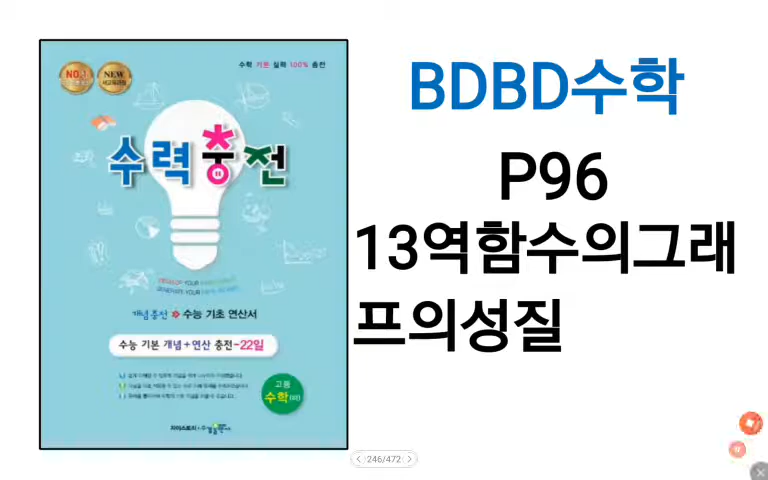 수학 기본 실력 100% 충전
NO.1
NEW
수력충전
개념충전 수능 기초 연산서
수능 기본 개념+연산 충전-22일
고등
수학(하)
BDBD수학
P96
13역함수의그래
프의성질
246/472